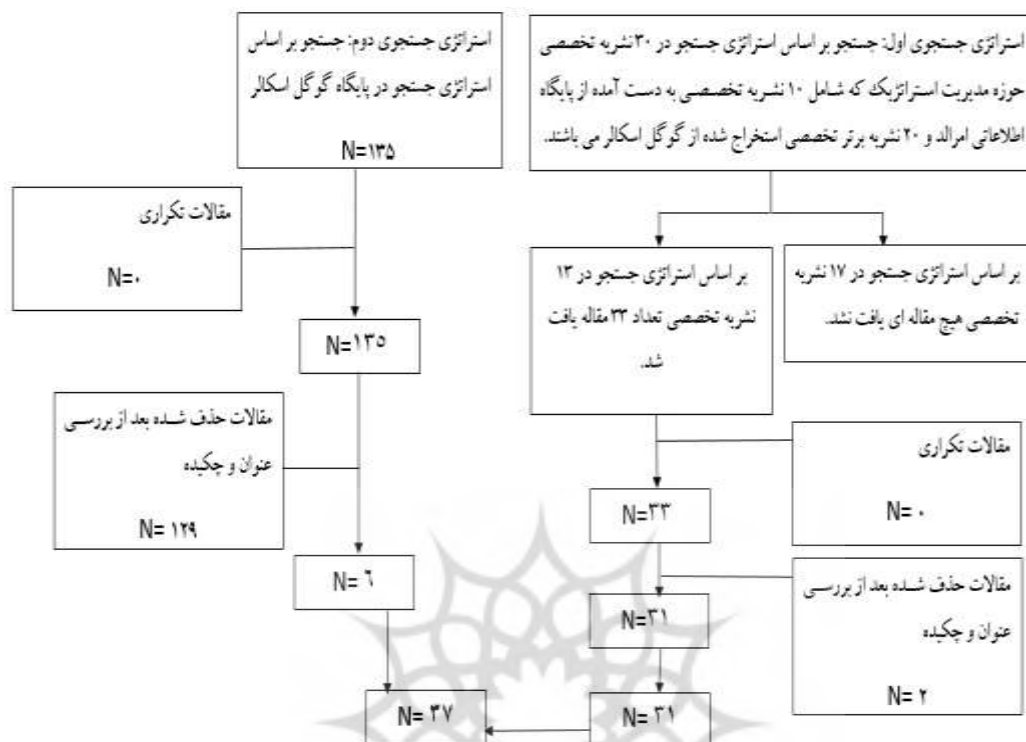 استراتژی جستجوی اول: جستجو بر اساس استراتژی جستجو در ۳۰ نشریه تخصصی
حوزه مدیریت استراتژیک که شامل ۱۰ نشریه تخصصی به دست آمده از پایگاه
اطلاعاتی امرالد و ۲۰ نشریه برتر تخصصی استخراج شده از گوگل اسکالر می باشند.
استراتژی جستجوی دوم: جستجو بر اساس
استراتژی جستجو در پایگاه گوگل اسکالر
N=۱۳۵
مقالات تکراری
N=۰
بر اساس استراتژی جستجو در ۱۷ نشریه
تخصصی هیچ مقاله ای یافت نشد.
بر اساس استراتژی جستجو در ۱۳
نشریه تخصصی تعداد ۳۳ مقاله یافت
شد.
N=۱۳۵
مقالات حذف شده بعد از بررسی
عنوان و چکیده
N= ۱۲۹
مقالات تکراری
N= ۰
N=۳۳
N= ٦
مقالات حذف شده بعد از بررسی
عنوان و چکیده
N= ۲
N=۳۱
N= ۳۱
N= ۳۷